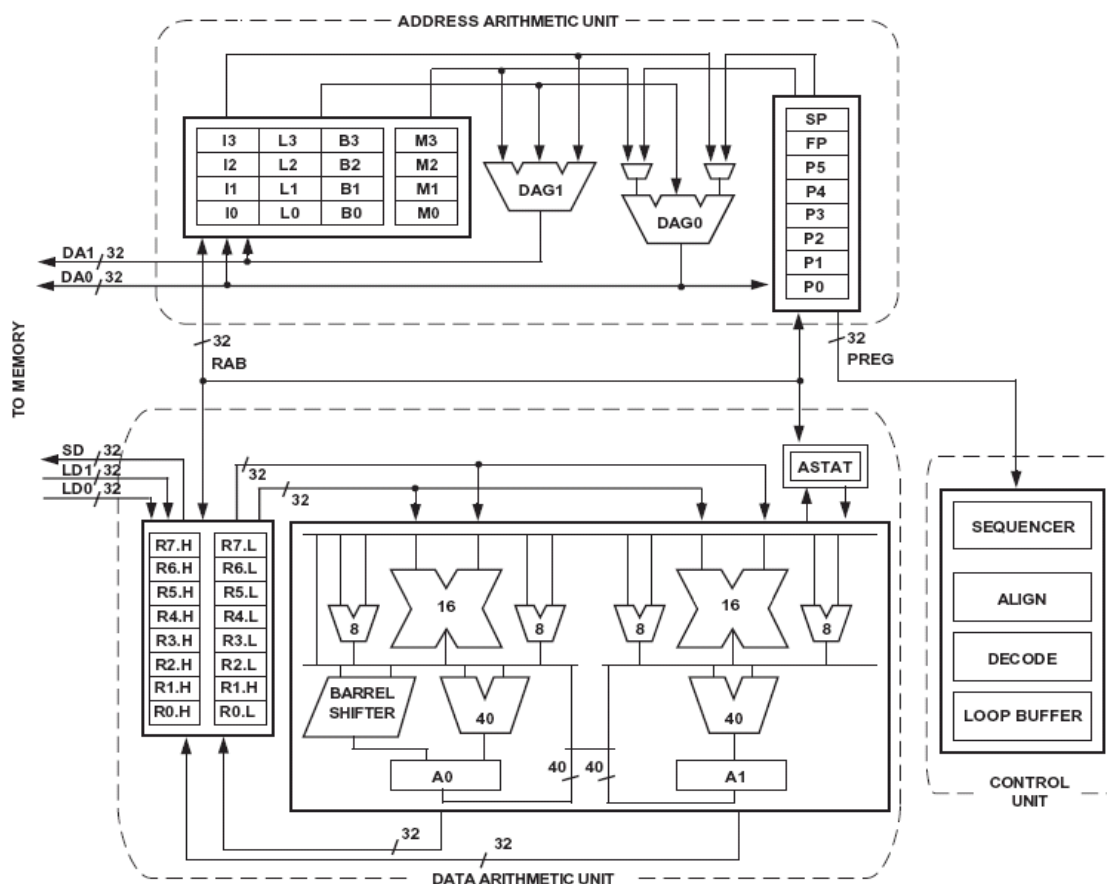 ADDRESS ARITHMETIC UNIT
I3 L3 B3 M3
I2 L2 B2 M2
I1 L1 B1 M1
I0 L0 B0 M0
DAG1
DAG0
SP
FP
P5
P4
P3
P2
P1
P0
DA1 32
DA0 32
TO MEMORY
32
RAB
32
PREG
SD 32
LD1 32
LD0 32
32
32
ASTAT
R7.H R7.L
R6.H R6.L
R5.H R5.L
R4.H R4.L
R3.H R3.L
R2.H R2.L
R1.H R1.H
R0.H R0.L
16
8
8
16
8
8
BARREL
SHIFTER
40
40
40 40
A0
A1
32
32
DATA ARITHMETIC UNIT
SEQUENCER
ALIGN
DECODE
LOOP BUFFER
CONTROL
UNIT